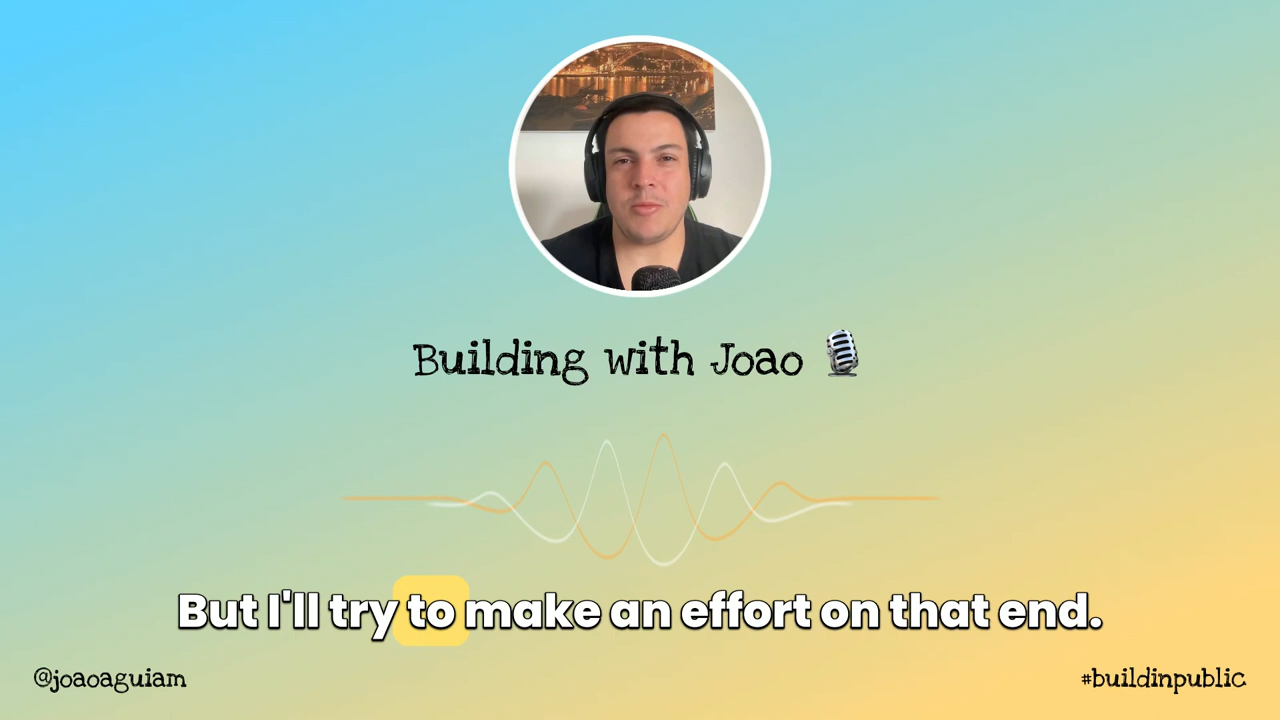 Building with Joao
But I'll try to make an effort on that end.
@joaoaguiam
#buildinpublic